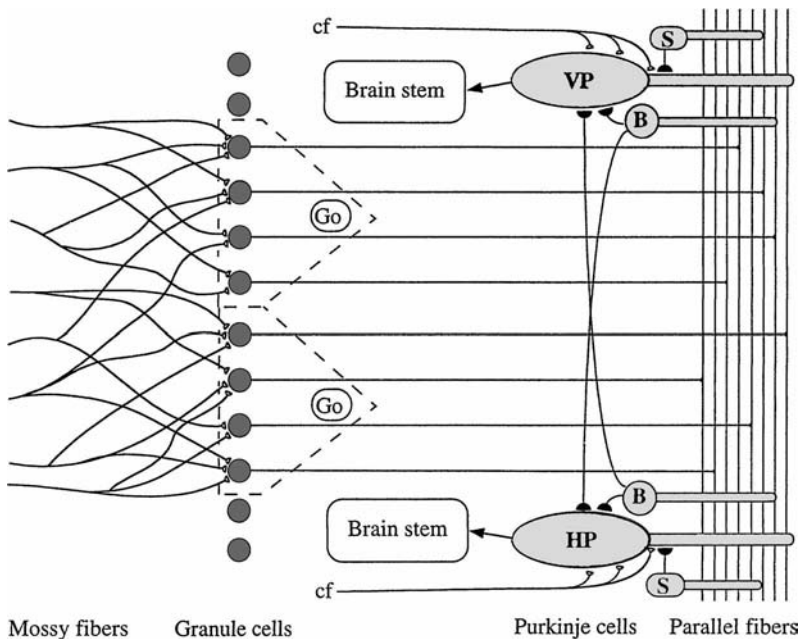 cf
S
VP
Brain stem
B
Go
Go
B
Brain stem
HP
S
cf
Mossy fibers Granule cells Purkinje cells Parallel fibers